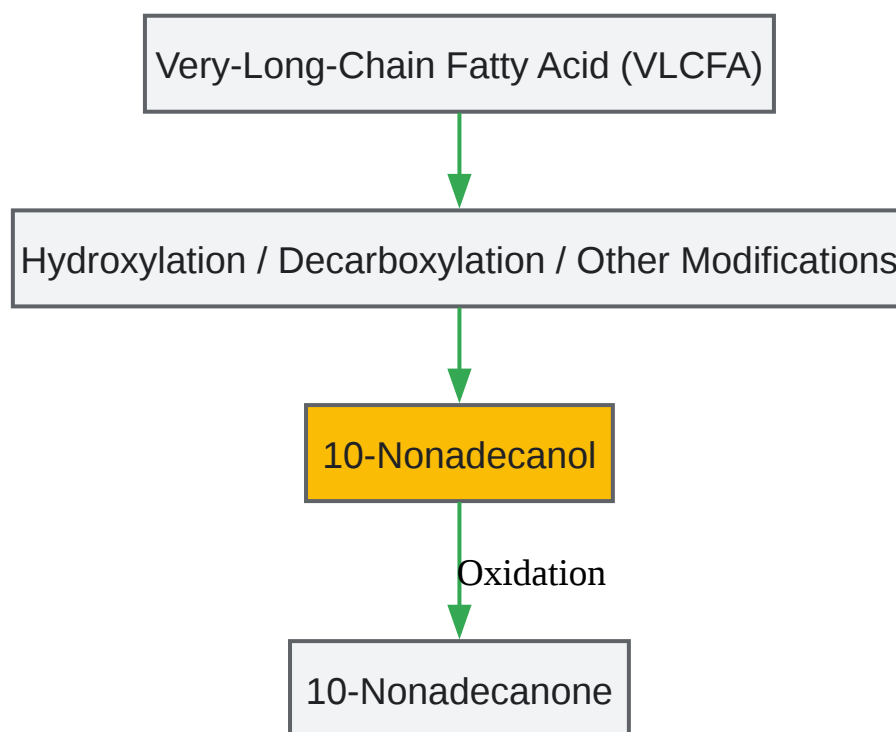 Very-Long-Chain Fatty Acid (VLCFA)
Hydroxylation / Decarboxylation / Other Modifications
10-Nonadecanol
Oxidation
10-Nonadecanone